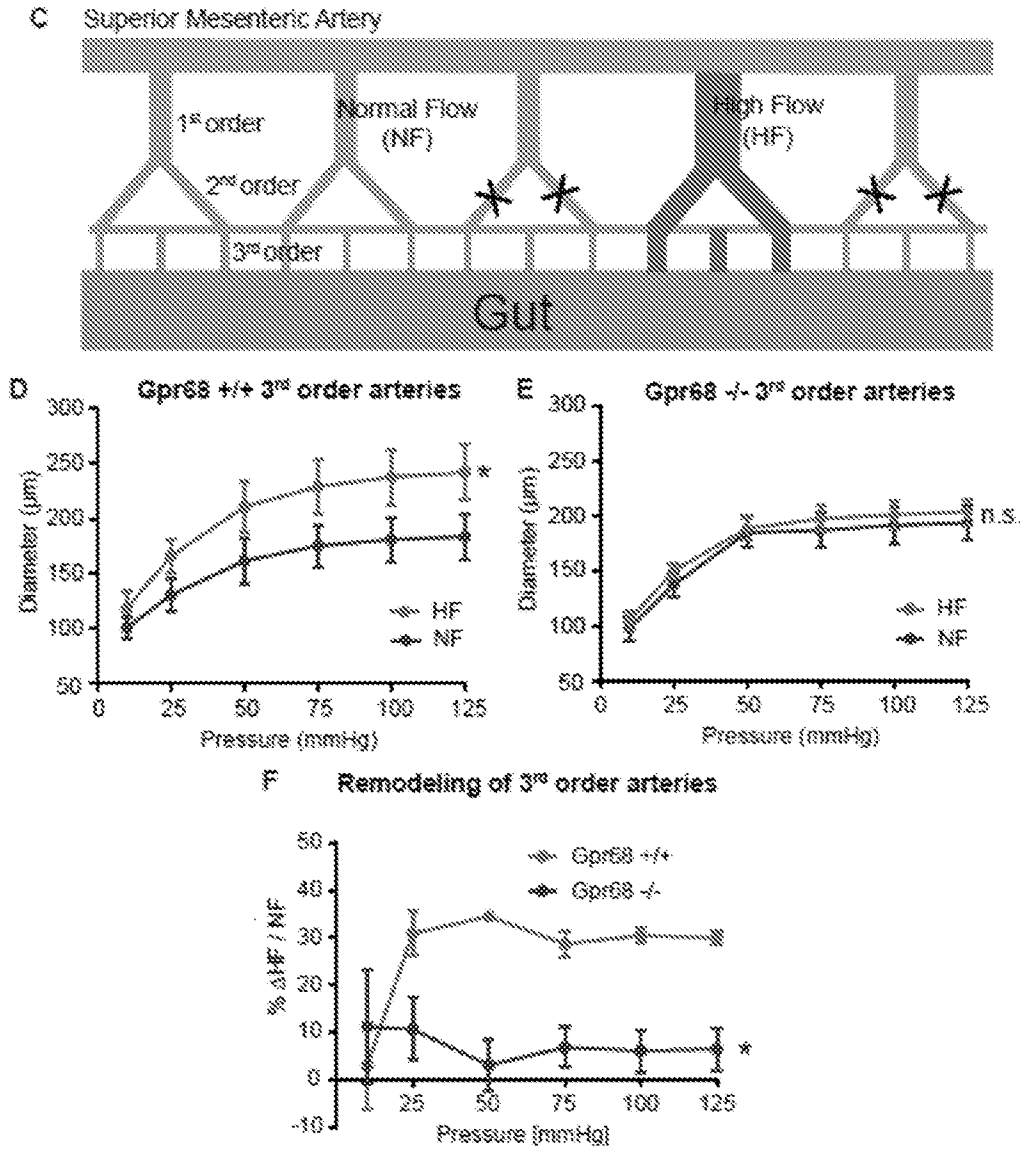 C Superior Mesenteric Artery
1st order
Normal Flow
(NF)
High Flow
(HF)
2nd order
3rd order
Gut
D Gpr68 +/+ 3rd order arteries
300
250
200
150
100
50
Diameter (μm)
HF
NF
*
0 25 50 75 100 125
Pressure (mmHg)
E Gpr68 -/- 3rd order arteries
300
250
200
150
100
50
Diameter (μm)
n.s.
HF
NF
0 25 50 75 100 125
Pressure (mmHg)
F Remodeling of 3rd order arteries
50
40
30
20
10
0
-10
% ΔHF / NF
Gpr68 +/+
Gpr68 -/-
*
25 50 75 100 125
Pressure [mmHg]